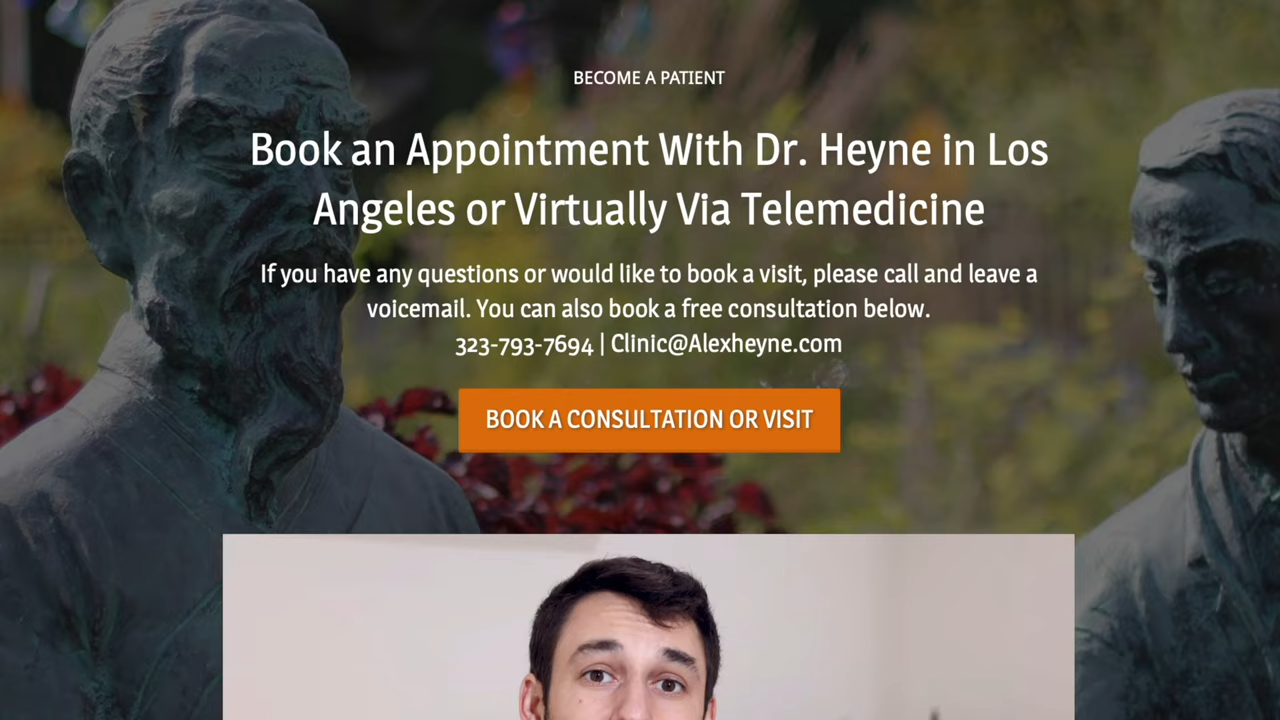 BECOME A PATIENT
Book an Appointment With Dr. Heyne in Los
Angeles or Virtually Via Telemedicine
If you have any questions or would like to book a visit, please call and leave a
voicemail. You can also book a free consultation below.
323-793-7694 | Clinic@Alexheyne.com
BOOK A CONSULTATION OR VISIT